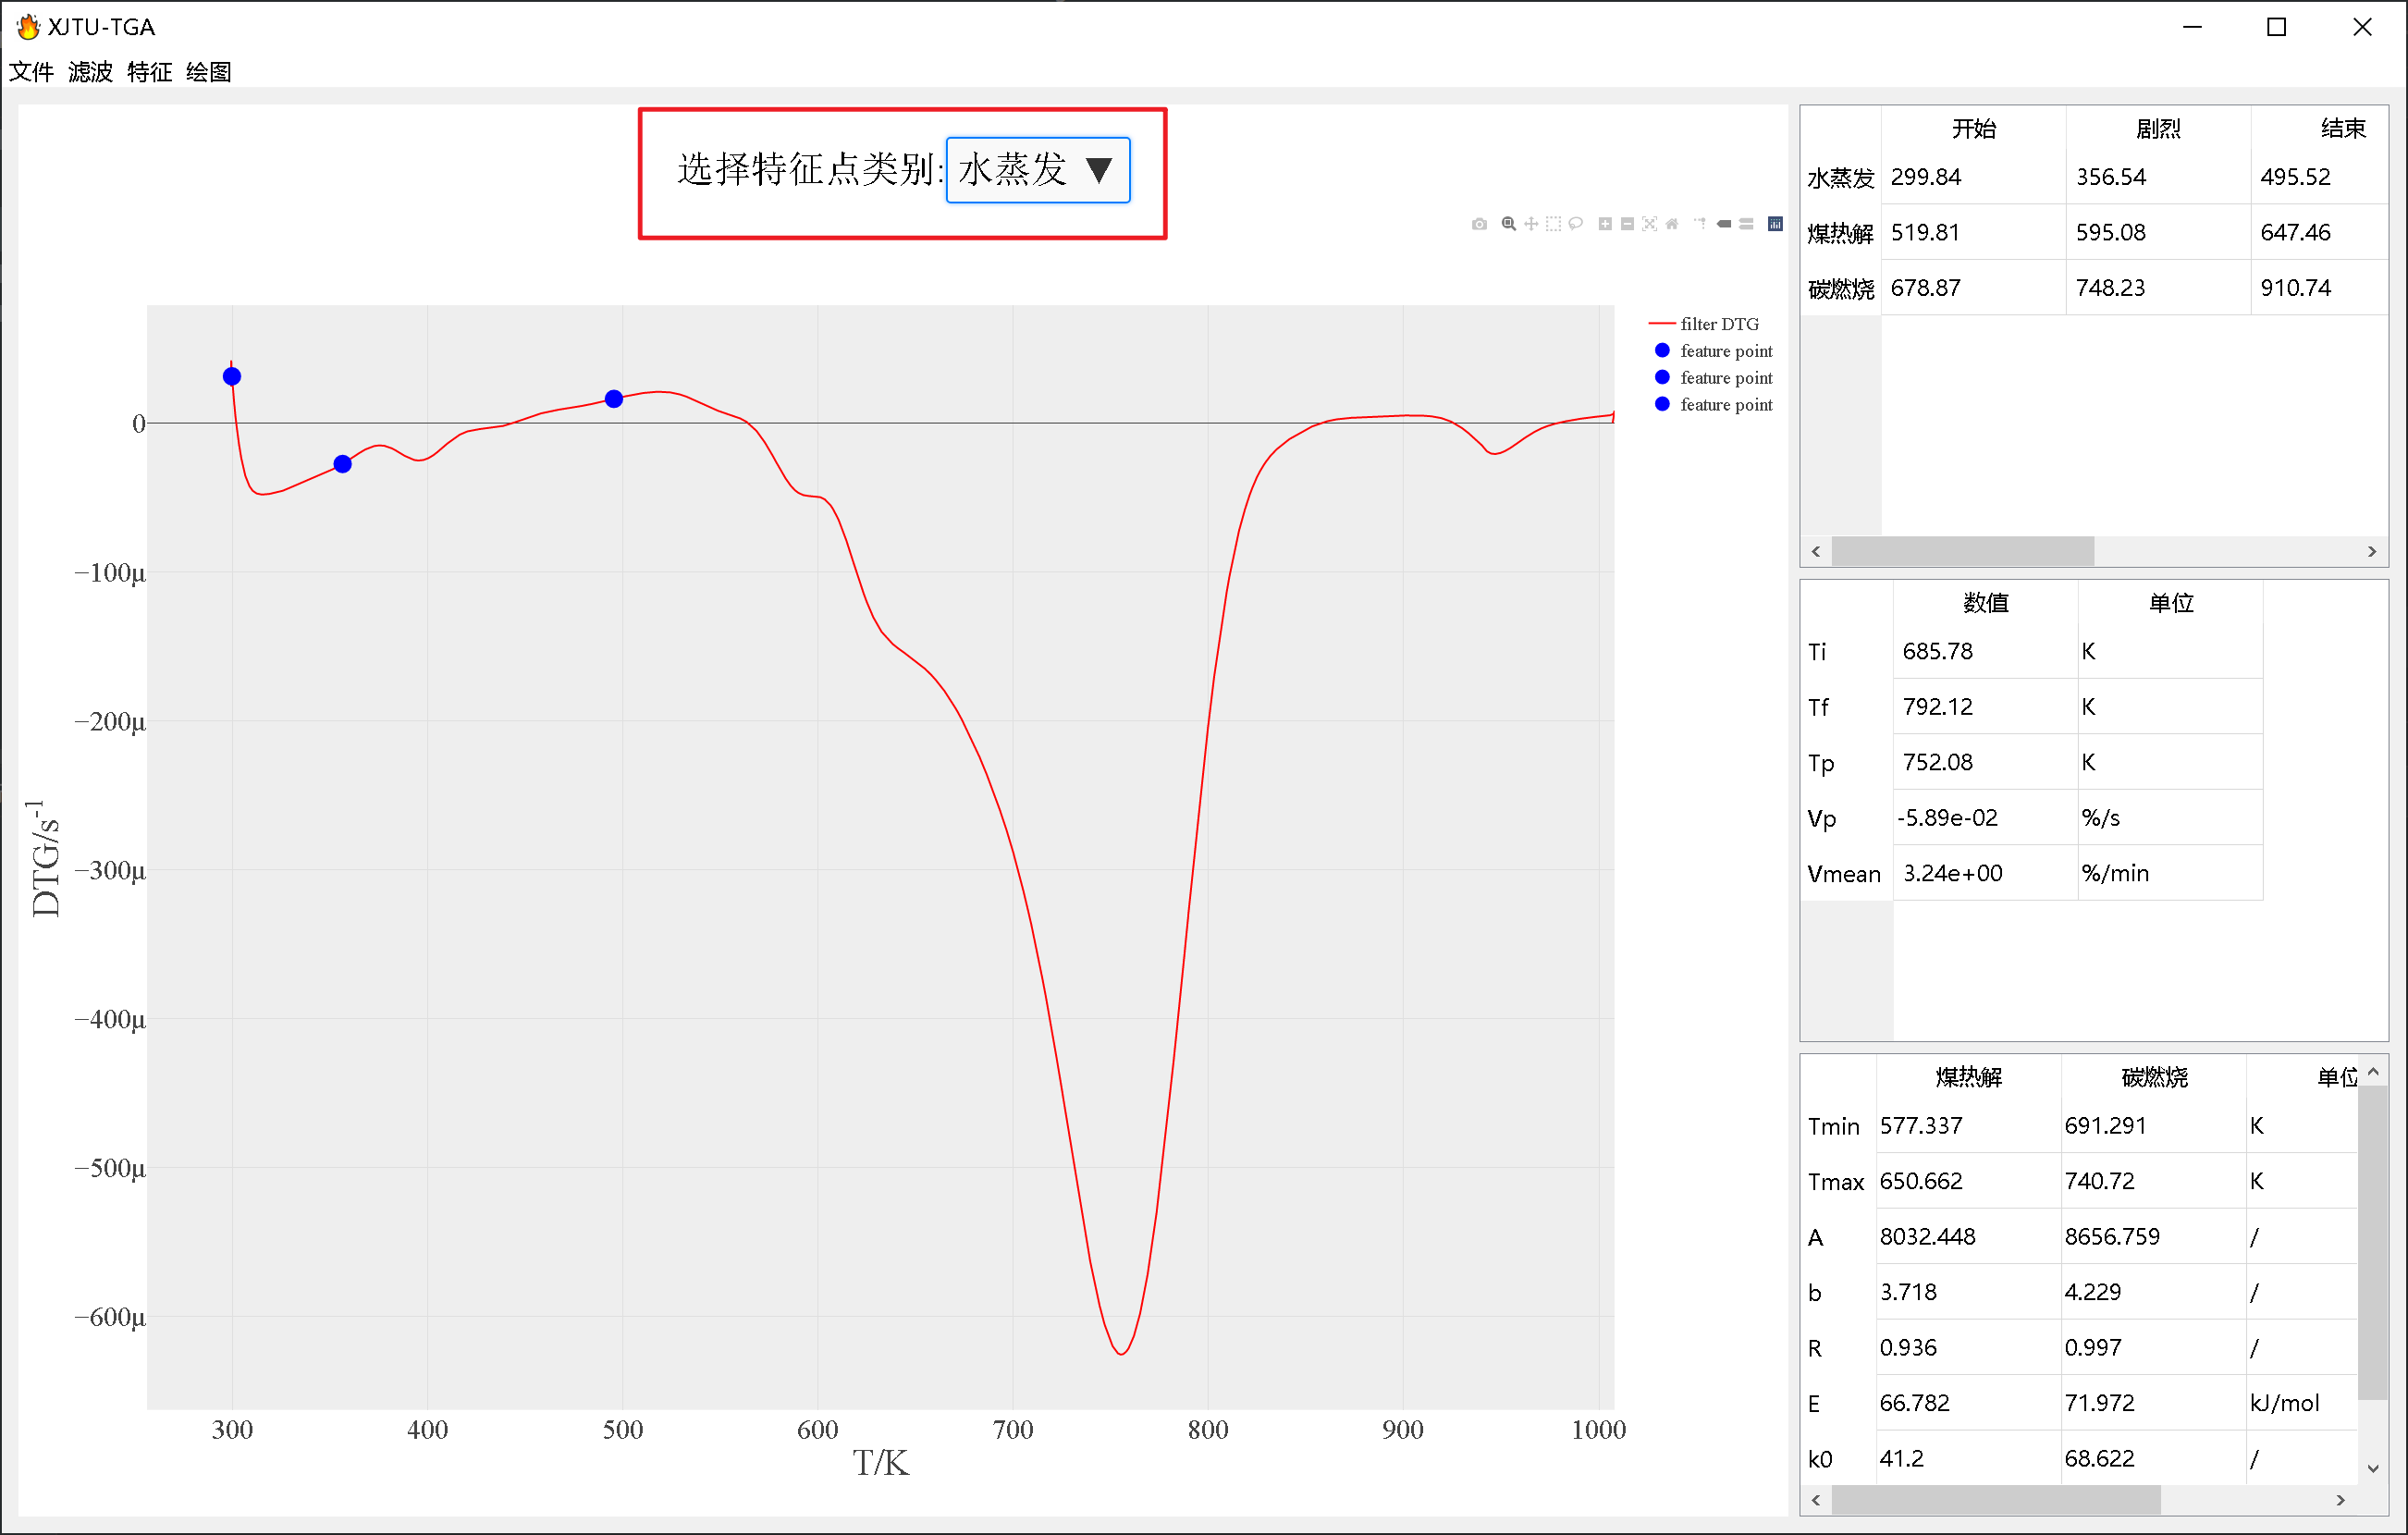 XJTU-TGA
文件 滤波 特征 绘图
选择特征点类别: 水蒸发 ▼
filter DTG
feature point
feature point
feature point
0
−100μ
−200μ
−300μ
−400μ
−500μ
−600μ
DTG/s-1
300 400 500 600 700 800 900 1000
T/K
开始 剧烈 结束
水蒸发 299.84 356.54 495.52
煤热解 519.81 595.08 647.46
碳燃烧 678.87 748.23 910.74
数值 单位
Ti 685.78 K
Tf 792.12 K
Tp 752.08 K
Vp -5.89e-02 %/s
Vmean 3.24e+00 %/min
煤热解 碳燃烧 单位
Tmin 577.337 691.291 K
Tmax 650.662 740.72 K
A 8032.448 8656.759 /
b 3.718 4.229 /
R 0.936 0.997 /
E 66.782 71.972 kJ/mol
k0 41.2 68.622 /